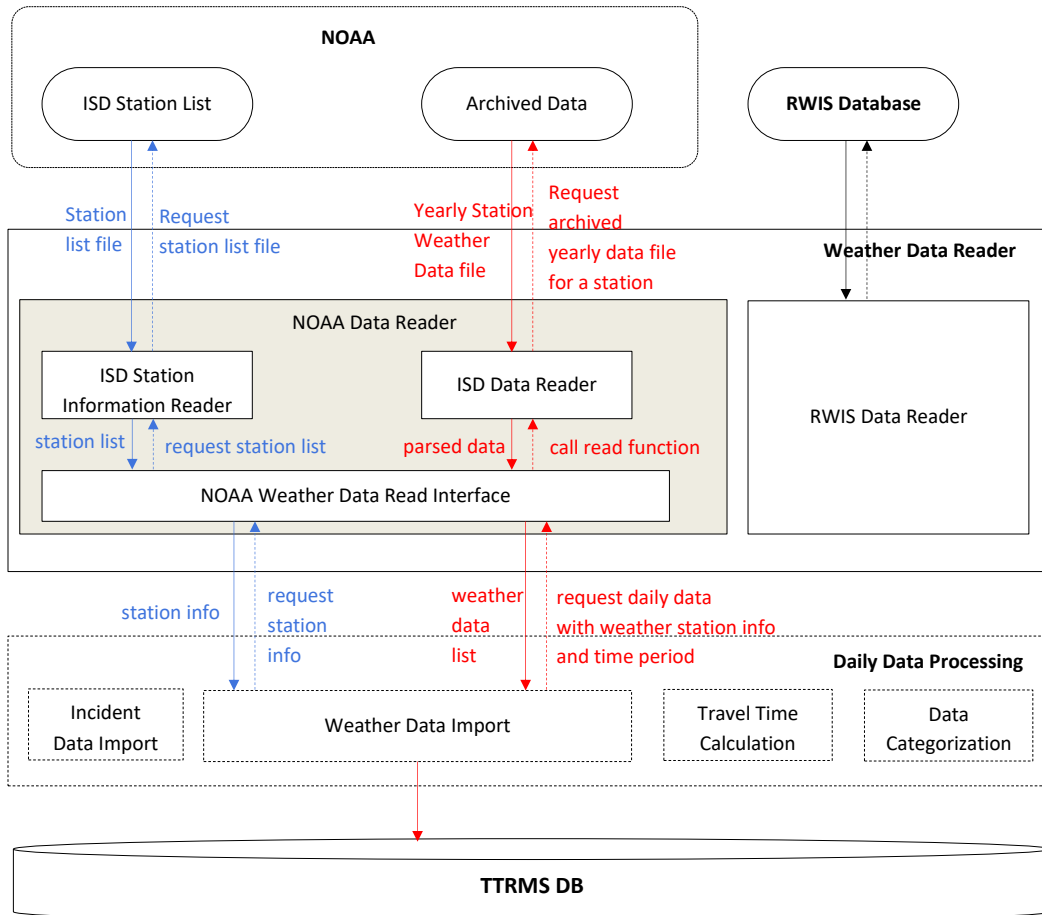 NOAA
ISD Station List
Archived Data
RWIS Database
Station
list file
Request
station list file
Yearly Station
Weather
Data file
Request
archived
yearly data file
for a station
Weather Data Reader
NOAA Data Reader
ISD Station
Information Reader
ISD Data Reader
RWIS Data Reader
station list
request station list
parsed data
call read function
NOAA Weather Data Read Interface
station info
request
station
info
weather
data
list
request daily data
with weather station info
and time period
Daily Data Processing
Incident
Data Import
Weather Data Import
Travel Time
Calculation
Data
Categorization
TTRMS DB